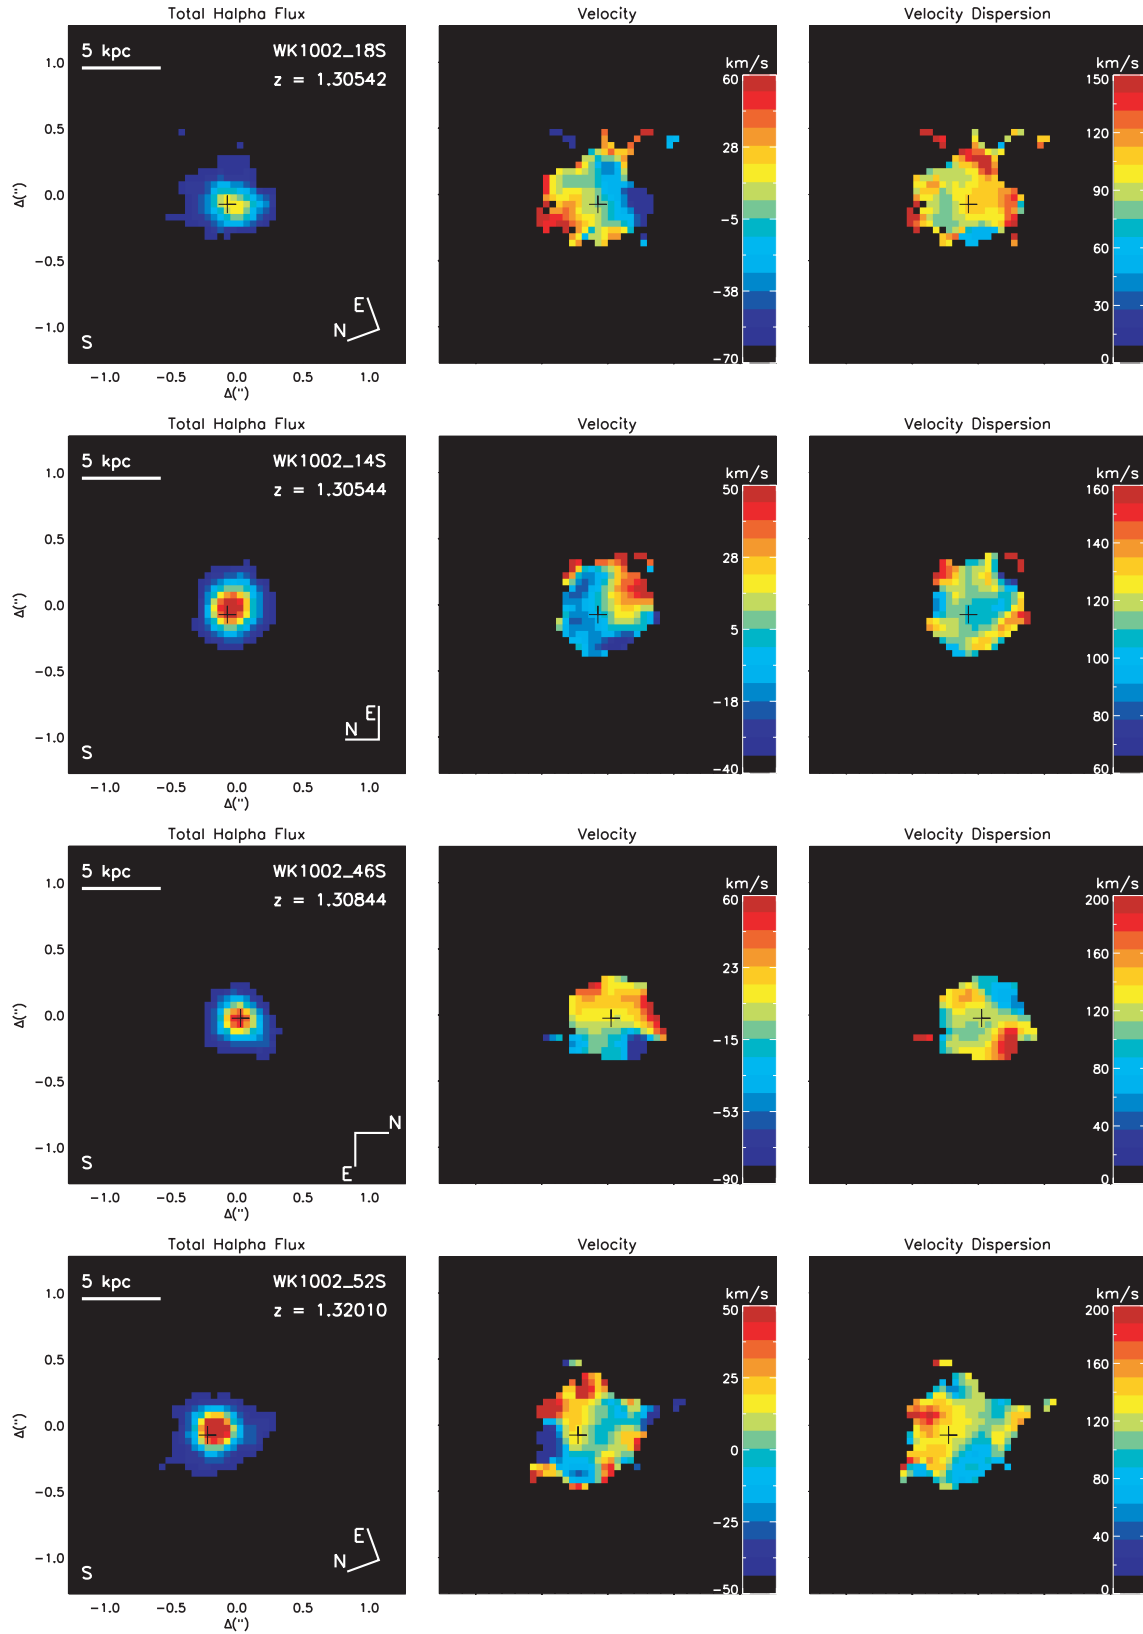 Total Halpha Flux
Velocity
Velocity Dispersion
5 kpc
WK1002_18S
z = 1.30542
1.0
0.5
0.0
−0.5
−1.0
Δ(")
S
E
N
−1.0 −0.5 0.0 0.5 1.0
Δ(")
km/s
60
28
−5
−38
−70
km/s
150
120
90
60
30
0
Total Halpha Flux
Velocity
Velocity Dispersion
5 kpc
WK1002_14S
z = 1.30544
1.0
0.5
0.0
−0.5
−1.0
Δ(")
S
E
N
−1.0 −0.5 0.0 0.5 1.0
Δ(")
km/s
50
28
5
−18
−40
km/s
160
140
120
100
80
60
Total Halpha Flux
Velocity
Velocity Dispersion
5 kpc
WK1002_46S
z = 1.30844
1.0
0.5
0.0
−0.5
−1.0
Δ(")
S
N
E
−1.0 −0.5 0.0 0.5 1.0
Δ(")
km/s
60
23
−15
−53
−90
km/s
200
160
120
80
40
0
Total Halpha Flux
Velocity
Velocity Dispersion
5 kpc
WK1002_52S
z = 1.32010
1.0
0.5
0.0
−0.5
−1.0
Δ(")
S
E
N
−1.0 −0.5 0.0 0.5 1.0
Δ(")
km/s
50
25
0
−25
−50
km/s
200
160
120
80
40
0